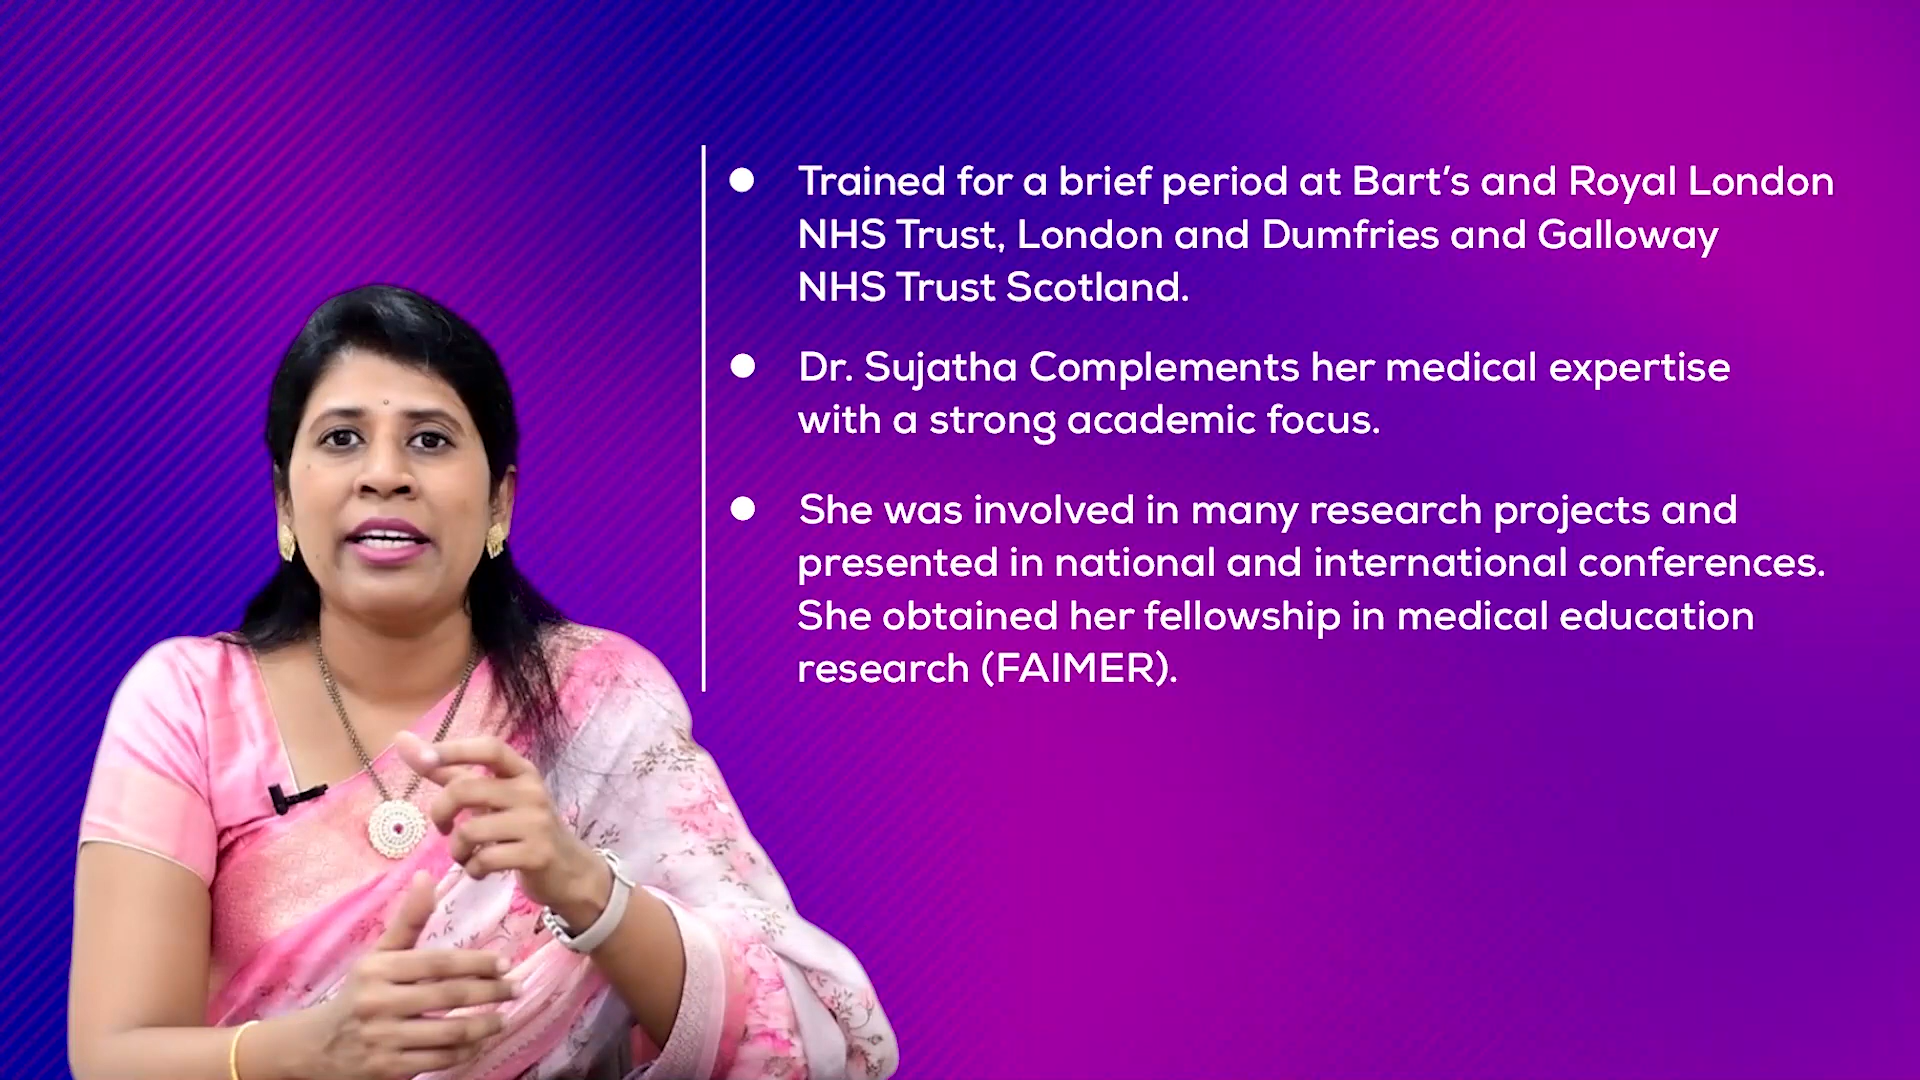 Trained for a brief period at Bart’s and Royal London
NHS Trust, London and Dumfries and Galloway
NHS Trust Scotland.
Dr. Sujatha Complements her medical expertise
with a strong academic focus.
She was involved in many research projects and
presented in national and international conferences.
She obtained her fellowship in medical education
research (FAIMER).